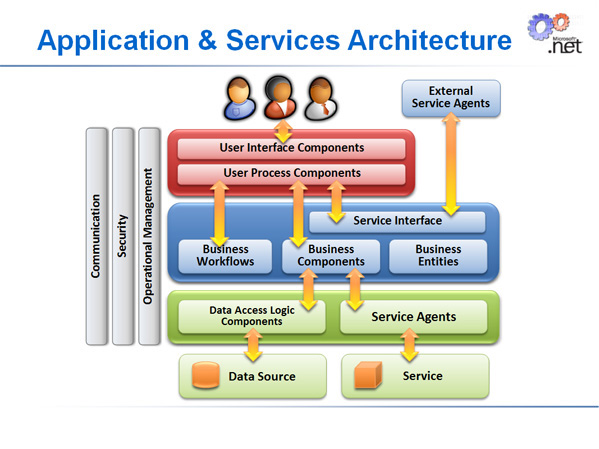 Application & Services Architecture
Microsoft
.net
External
Service Agents
Communication
Security
Operational Management
User Interface Components
User Process Components
Service Interface
Business
Workflows
Business
Components
Business
Entities
Data Access Logic
Components
Service Agents
Data Source
Service